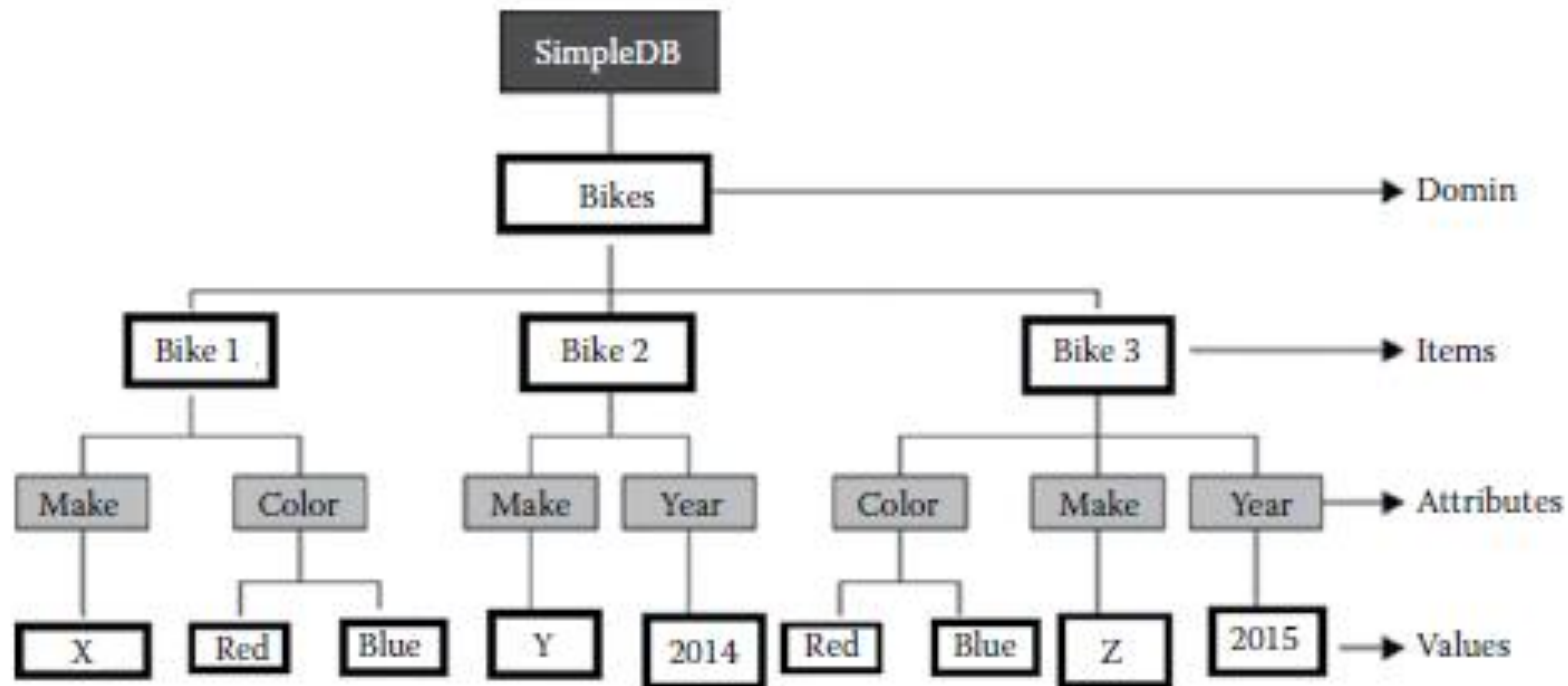 SimpleDB
Bikes
Domin
Bike 1
Bike 2
Bike 3
Items
Make
Color
Make
Year
Color
Make
Year
Attributes
X
Red
Blue
Y
2014
Red
Blue
Z
2015
Values